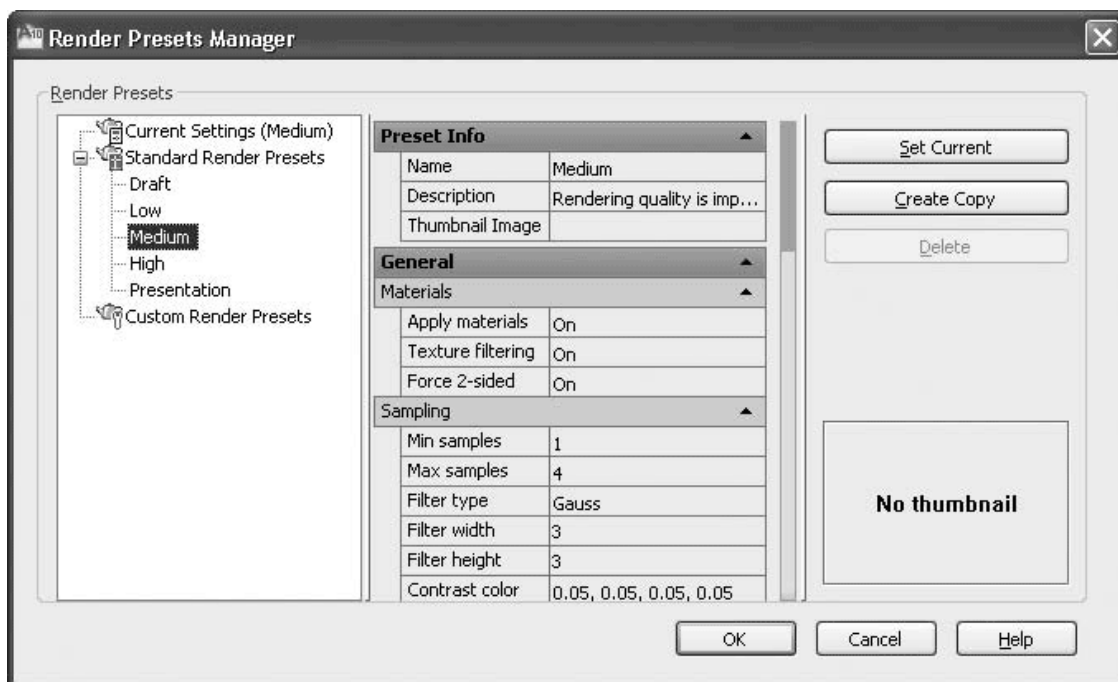 Render Presets Manager
Render Presets
Current Settings (Medium)
Standard Render Presets
Draft
Low
Medium
High
Presentation
Custom Render Presets
Preset Info
Name Medium
Description Rendering quality is imp...
Thumbnail Image
General
Materials
Apply materials On
Texture filtering On
Force 2-sided On
Sampling
Min samples 1
Max samples 4
Filter type Gauss
Filter width 3
Filter height 3
Contrast color 0.05, 0.05, 0.05, 0.05
Set Current
Create Copy
Delete
No thumbnail
OK Cancel Help